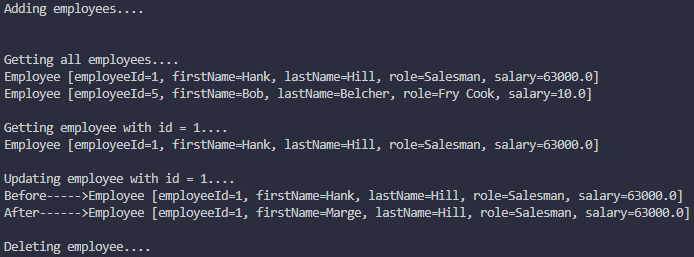 Adding employees....
Getting all employees....
Employee [employeeId=1, firstName=Hank, lastName=Hill, role=Salesman, salary=63000.0]
Employee [employeeId=5, firstName=Bob, lastName=Belcher, role=Fry Cook, salary=10.0]
Getting employee with id = 1....
Employee [employeeId=1, firstName=Hank, lastName=Hill, role=Salesman, salary=63000.0]
Updating employee with id = 1....
Before----->Employee [employeeId=1, firstName=Hank, lastName=Hill, role=Salesman, salary=63000.0]
After------>Employee [employeeId=1, firstName=Marge, lastName=Hill, role=Salesman, salary=63000.0]
Deleting employee....